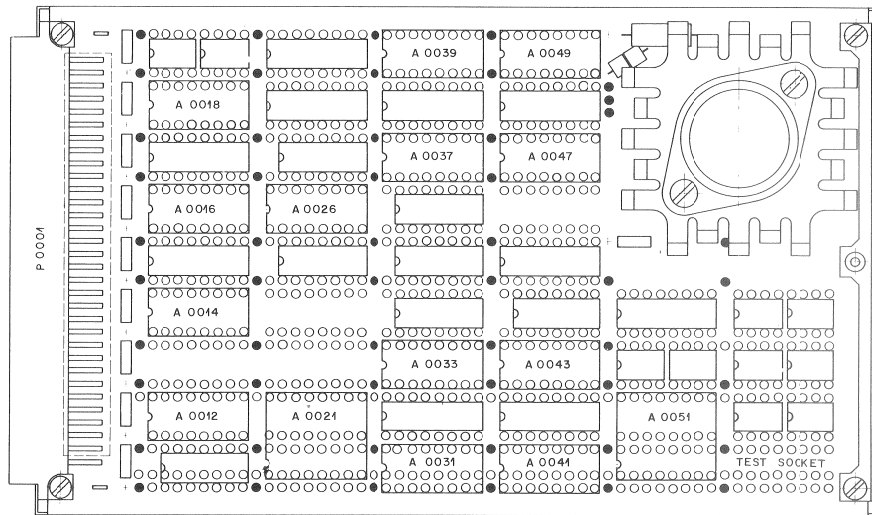 A 0039 A 0049
A 0018
A 0037 A 0047
A 0016 A 0026
P 0001
A 0014
A 0033 A 0043
A 0012 A 0021 A 0051
A 0031 A 0041 TEST SOCKET